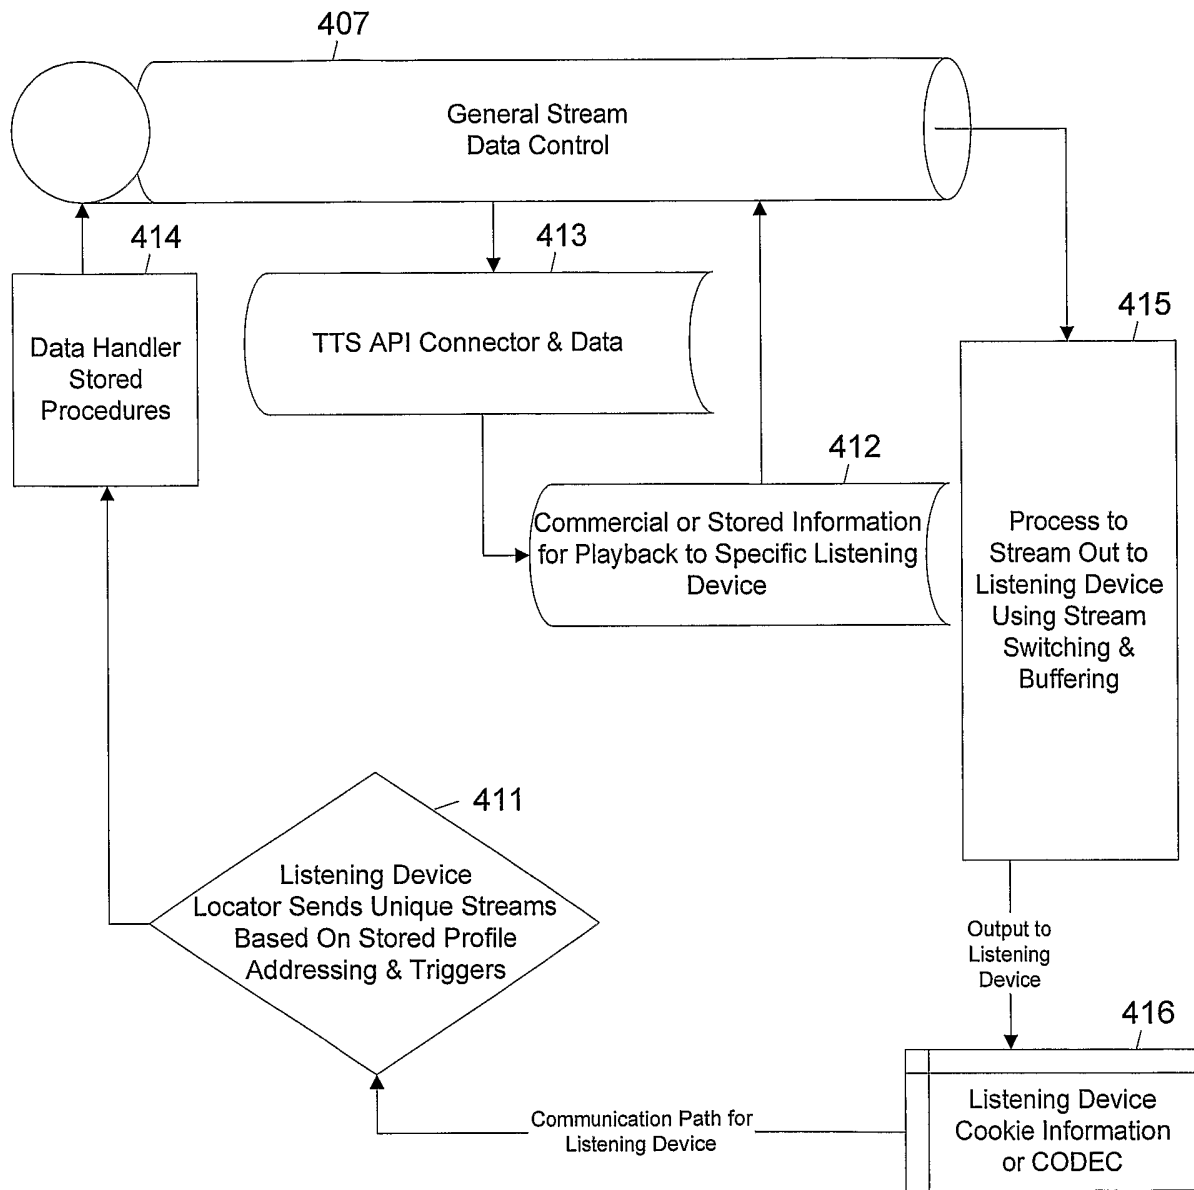 407
General Stream
Data Control
414
413
415
Data Handler
Stored
Procedures
TTS API Connector & Data
412
Commercial or Stored Information
for Playback to Specific Listening
Device
Process to
Stream Out to
Listening Device
Using Stream
Switching &
Buffering
411
Listening Device
Locator Sends Unique Streams
Based On Stored Profile
Addressing & Triggers
Output to
Listening
Device
416
Communication Path for
Listening Device
Listening Device
Cookie Information
or CODEC